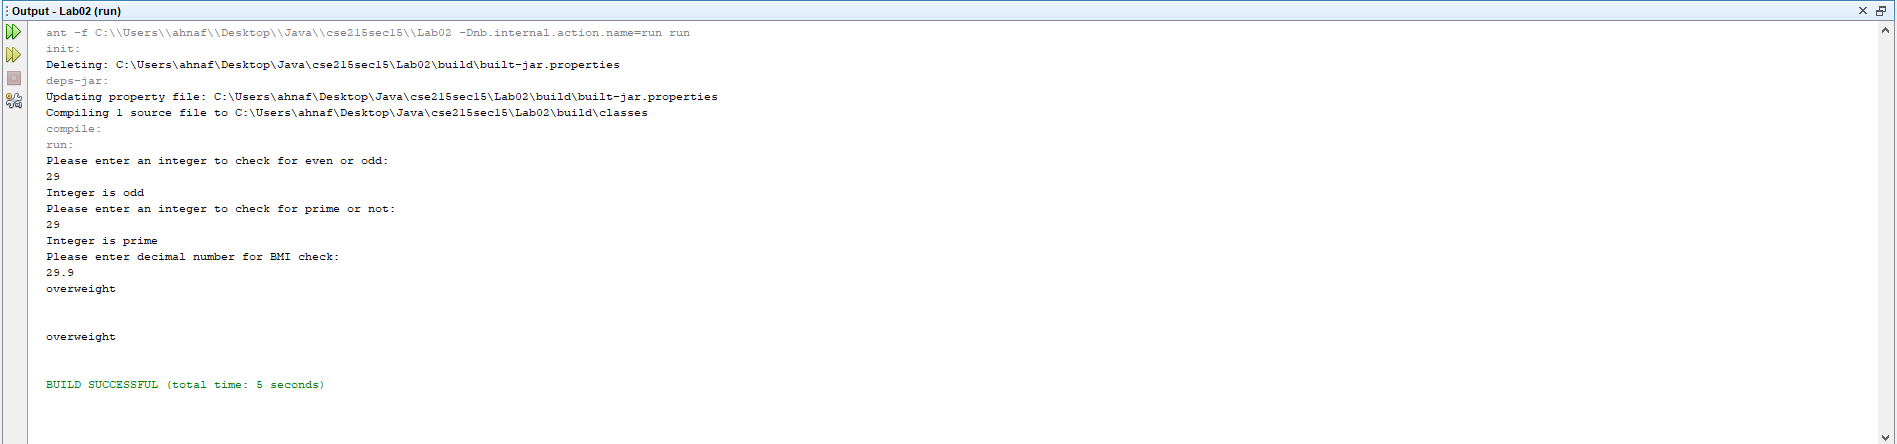 Output - Lab02 (run)
ant -f C:\\Users\\ahnaf\\Desktop\\Java\\cse215sec15\\Lab02 -Dnb.internal.action.name=run run
init:
Deleting: C:\Users\ahnaf\Desktop\Java\cse215sec15\Lab02\build\built-jar.properties
deps-jar:
Updating property file: C:\Users\ahnaf\Desktop\Java\cse215sec15\Lab02\build\built-jar.properties
Compiling 1 source file to C:\Users\ahnaf\Desktop\Java\cse215sec15\Lab02\build\classes
compile:
run:
Please enter an integer to check for even or odd:
29
Integer is odd
Please enter an integer to check for prime or not:
29
Integer is prime
Please enter decimal number for BMI check:
29.9
overweight
overweight
BUILD SUCCESSFUL (total time: 5 seconds)